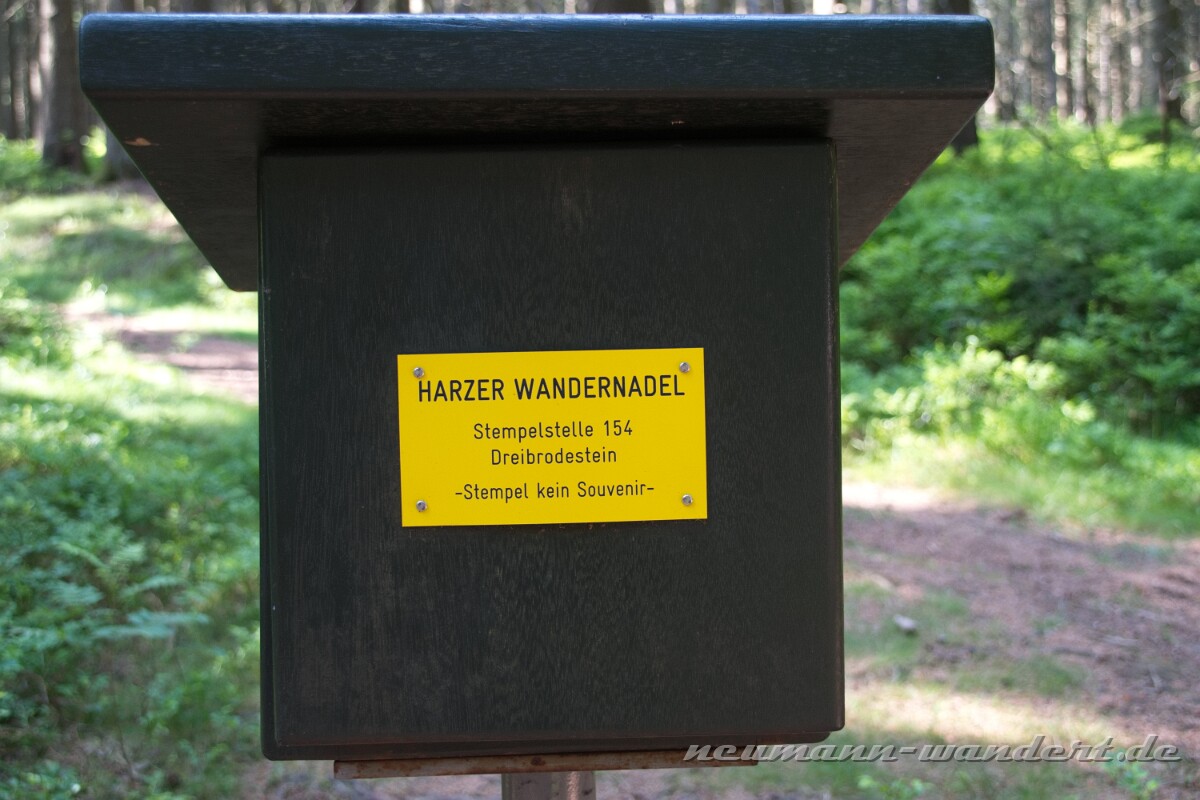 HARZER WANDERNADEL
Stempelstelle 154
Dreibrodestein
-Stempel kein Souvenir-
neumann-wandert.de